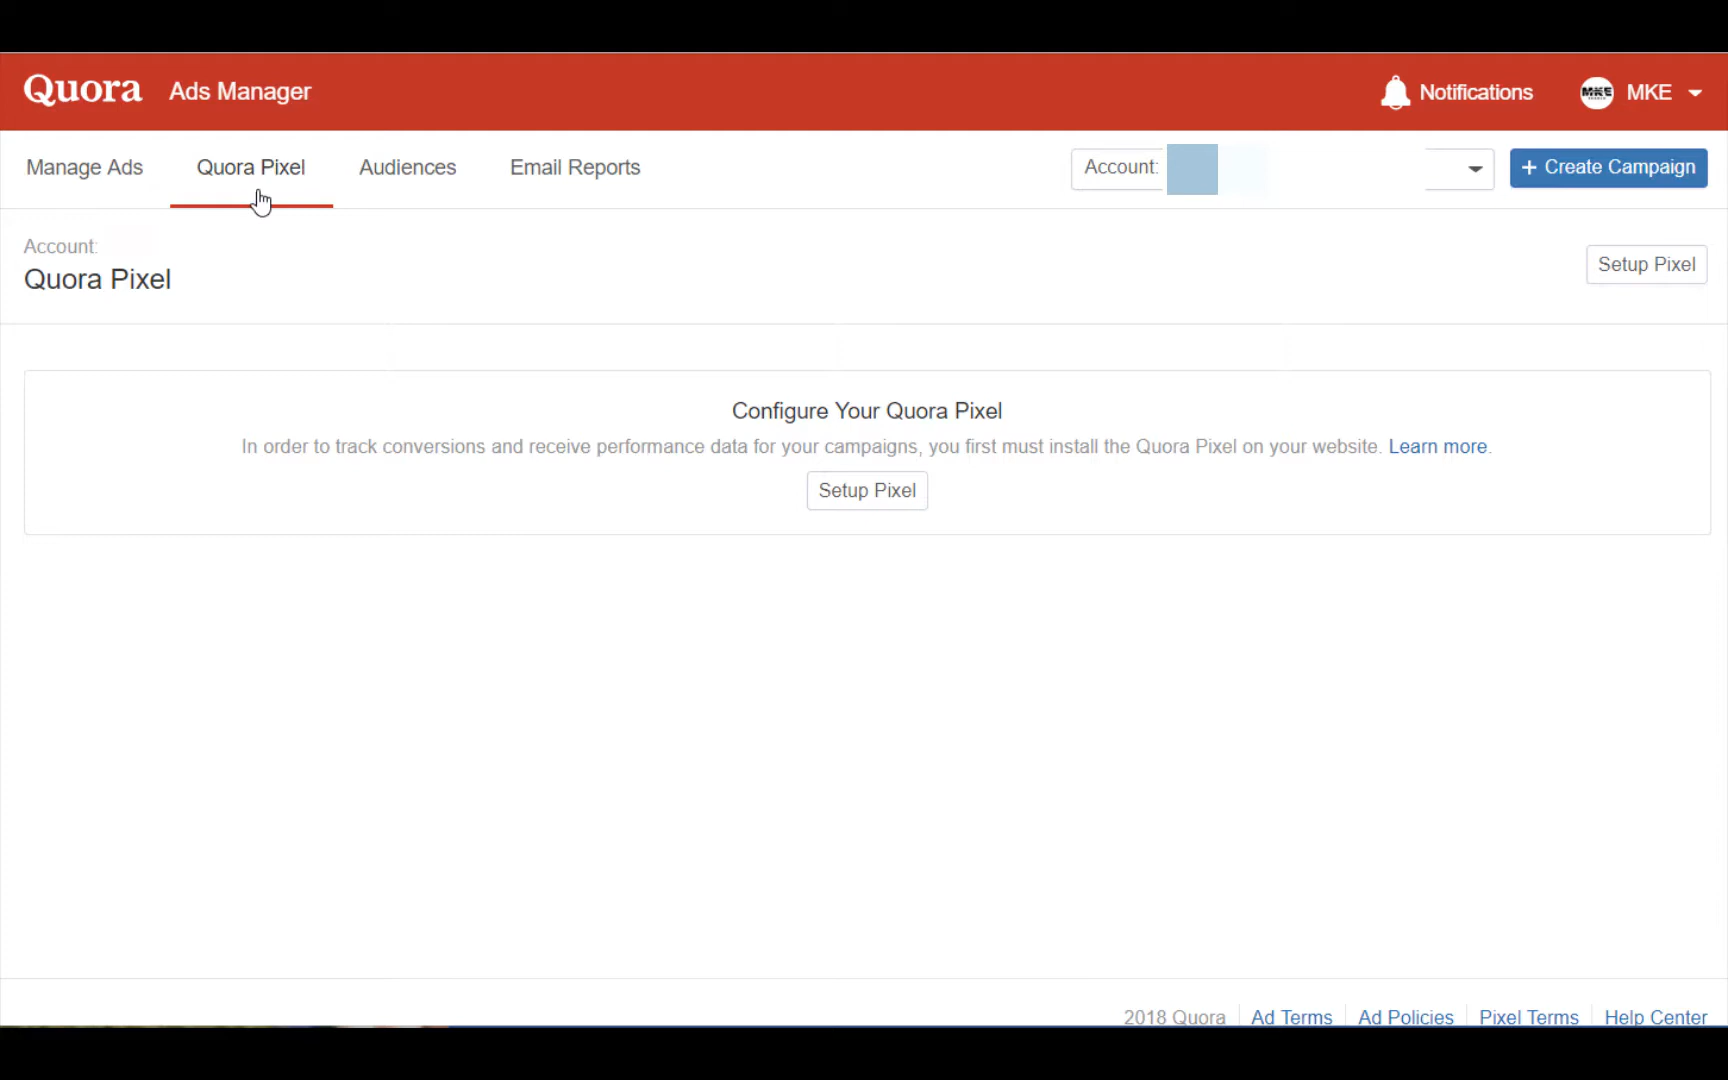 Quora Ads Manager Notifications MKE MKE
Manage Ads Quora Pixel Audiences Email Reports Account: + Create Campaign
Account:
Quora Pixel
Setup Pixel
Configure Your Quora Pixel
In order to track conversions and receive performance data for your campaigns, you first must install the Quora Pixel on your website. Learn more.
Setup Pixel
2018 Quora Ad Terms Ad Policies Pixel Terms Help Center